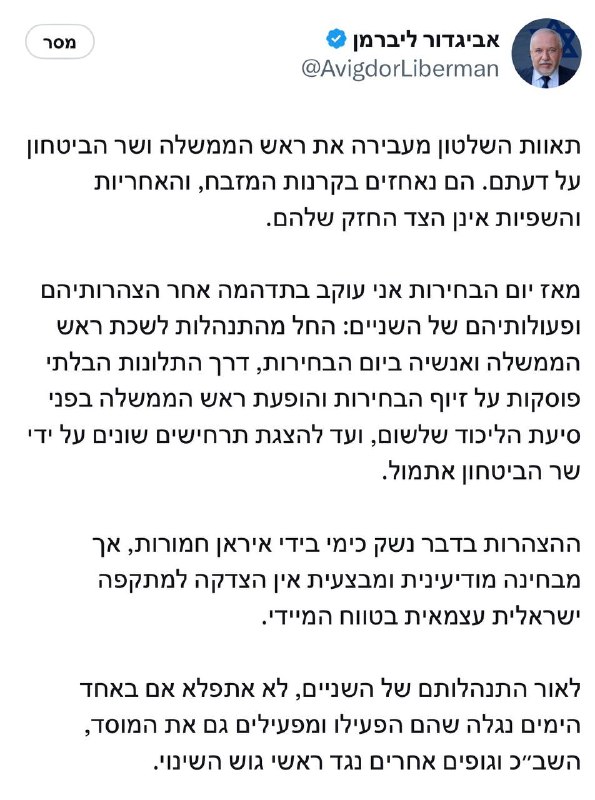 אביגדור ליברמן
@AvigdorLiberman
מסר
תאוות השלטון מעבירה את ראש הממשלה ושר הביטחון
על דעתם. הם נאחזים בקרנות המזבח, והאחריות
והשפיות אינן הצד החזק שלהם.
מאז יום הבחירות אני עוקב בתדהמה אחר הצהרותיהם
ופעולותיהם של השניים: החל מהתנהלות לשכת ראש
הממשלה ואנשיה ביום הבחירות, דרך התלונות הבלתי
פוסקות על זיוף הבחירות והופעת ראש הממשלה בפני
סיעת הליכוד שלשום, ועד להצגת תרחישים שונים על ידי
שר הביטחון אתמול.
ההצהרות בדבר נשק כימי בידי איראן חמורות, אך
מבחינה מודיעינית ומבצעית אין הצדקה למתקפה
ישראלית עצמאית בטווח המיידי.
לאור התנהלותם של השניים, לא אתפלא אם באחד
הימים נגלה שהם הפעילו ומפעילים גם את המוסד,
השב״כ וגופים אחרים נגד ראשי גוש השינוי.